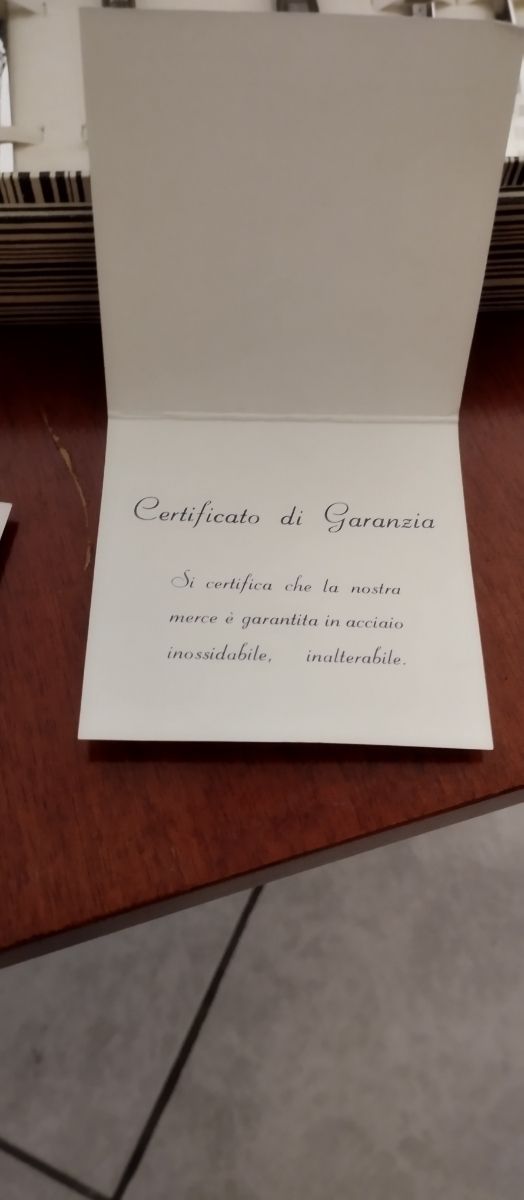 Certificato di Garanzia
Si certifica che la nostra
merce è garantita in acciaio
inossidabile, inalterabile.